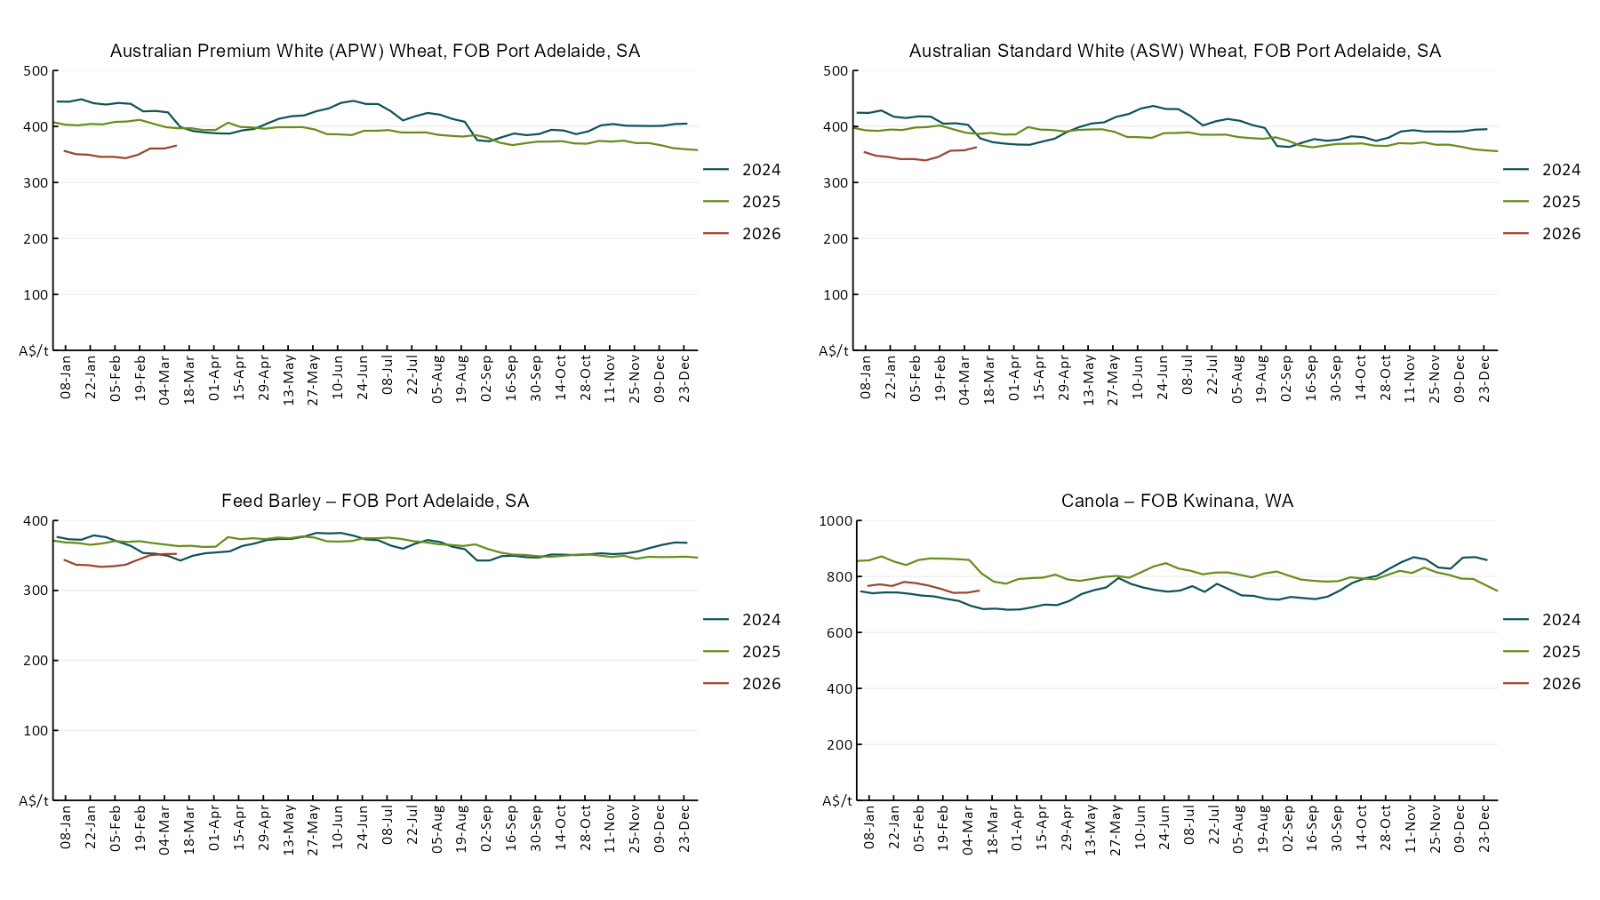 Australian Premium White (APW) Wheat, FOB Port Adelaide, SA
500
400
300
200
100
A$/t
08-Jan 22-Jan 05-Feb 19-Feb 04-Mar 18-Mar 01-Apr 15-Apr 29-Apr 13-May 27-May 10-Jun 24-Jun 08-Jul 22-Jul 05-Aug 19-Aug 02-Sep 16-Sep 30-Sep 14-Oct 28-Oct 11-Nov 25-Nov 09-Dec 23-Dec
2024
2025
2026
Australian Standard White (ASW) Wheat, FOB Port Adelaide, SA
500
400
300
200
100
A$/t
08-Jan 22-Jan 05-Feb 19-Feb 04-Mar 18-Mar 01-Apr 15-Apr 29-Apr 13-May 27-May 10-Jun 24-Jun 08-Jul 22-Jul 05-Aug 19-Aug 02-Sep 16-Sep 30-Sep 14-Oct 28-Oct 11-Nov 25-Nov 09-Dec 23-Dec
2024
2025
2026
Feed Barley – FOB Port Adelaide, SA
400
300
200
100
A$/t
08-Jan 22-Jan 05-Feb 19-Feb 04-Mar 18-Mar 01-Apr 15-Apr 29-Apr 13-May 27-May 10-Jun 24-Jun 08-Jul 22-Jul 05-Aug 19-Aug 02-Sep 16-Sep 30-Sep 14-Oct 28-Oct 11-Nov 25-Nov 09-Dec 23-Dec
2024
2025
2026
Canola – FOB Kwinana, WA
1000
800
600
400
200
A$/t
08-Jan 22-Jan 05-Feb 19-Feb 04-Mar 18-Mar 01-Apr 15-Apr 29-Apr 13-May 27-May 10-Jun 24-Jun 08-Jul 22-Jul 05-Aug 19-Aug 02-Sep 16-Sep 30-Sep 14-Oct 28-Oct 11-Nov 25-Nov 09-Dec 23-Dec
2024
2025
2026